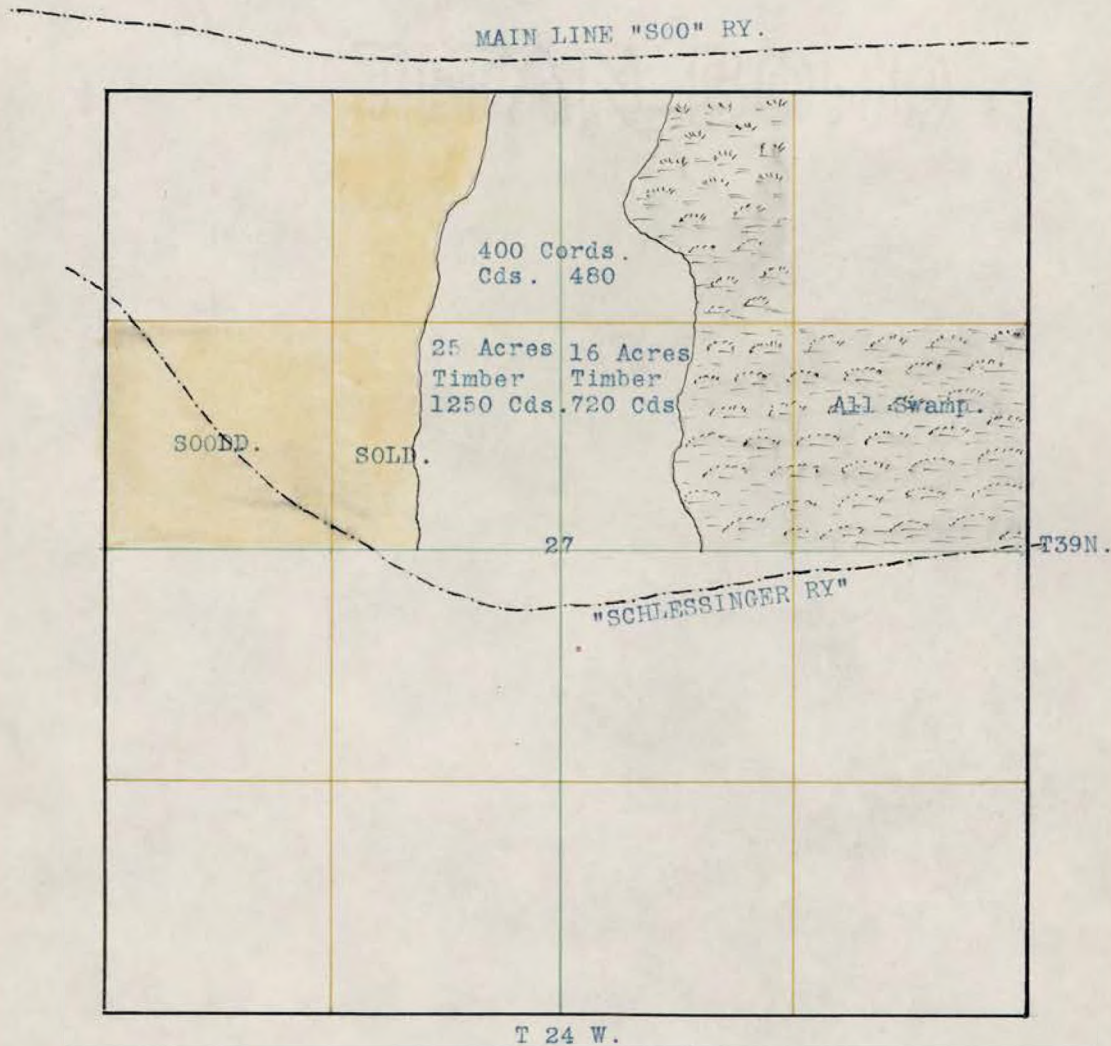 MAIN LINE "SOO" RY.
400 Cords.
Cds. 480
25 Acres
Timber
1250 Cds.
16 Acres
Timber
720 Cds
All Swamp.
SOODD.
SOLD.
27
T39N.
"SCHLESSINGER RY"
T 24 W.